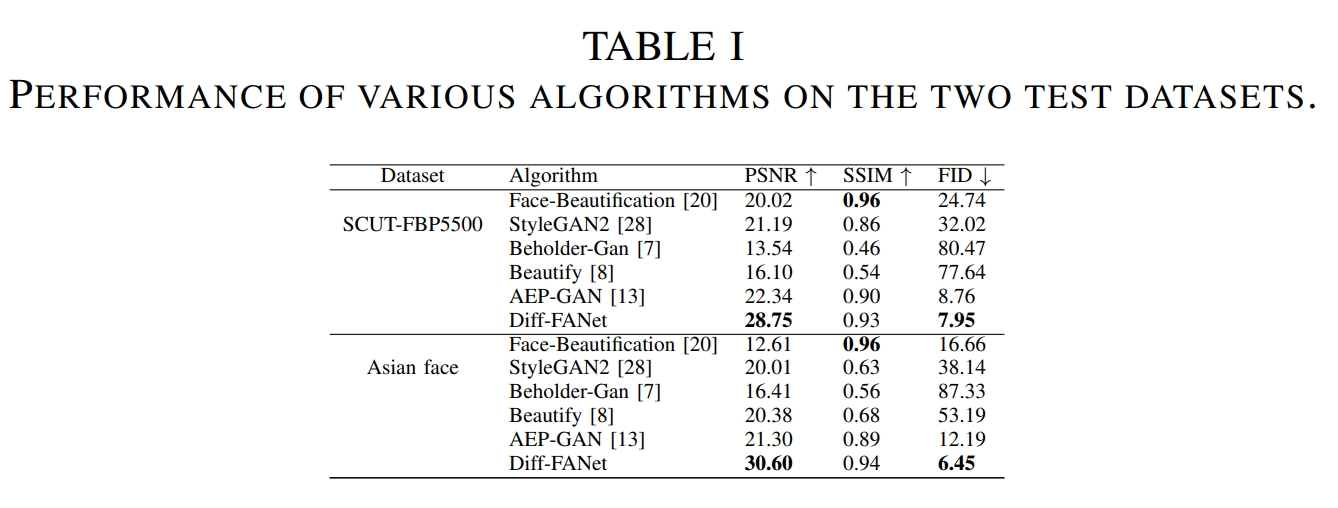 TABLE I
PERFORMANCE OF VARIOUS ALGORITHMS ON THE TWO TEST DATASETS.
Dataset Algorithm PSNR ↑ SSIM ↑ FID ↓
Face-Beautification [20] 20.02 0.96 24.74
SCUT-FBP5500 StyleGAN2 [28] 21.19 0.86 32.02
Beholder-Gan [7] 13.54 0.46 80.47
Beautify [8] 16.10 0.54 77.64
AEP-GAN [13] 22.34 0.90 8.76
Diff-FANet 28.75 0.93 7.95
Face-Beautification [20] 12.61 0.96 16.66
Asian face StyleGAN2 [28] 20.01 0.63 38.14
Beholder-Gan [7] 16.41 0.56 87.33
Beautify [8] 20.38 0.68 53.19
AEP-GAN [13] 21.30 0.89 12.19
Diff-FANet 30.60 0.94 6.45